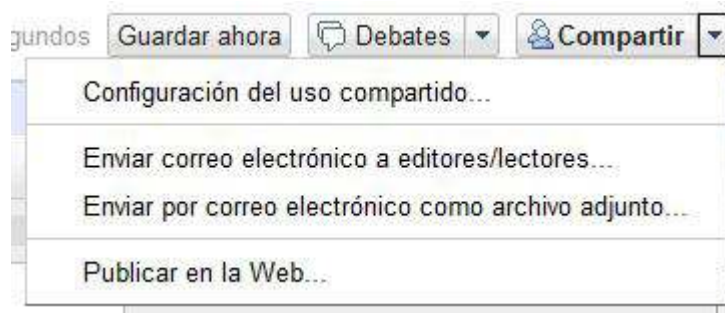 gundos Guardar ahora Debates Compartir
Configuración del uso compartido...
Enviar correo electrónico a editores/lectores...
Enviar por correo electrónico como archivo adjunto...
Publicar en la Web...